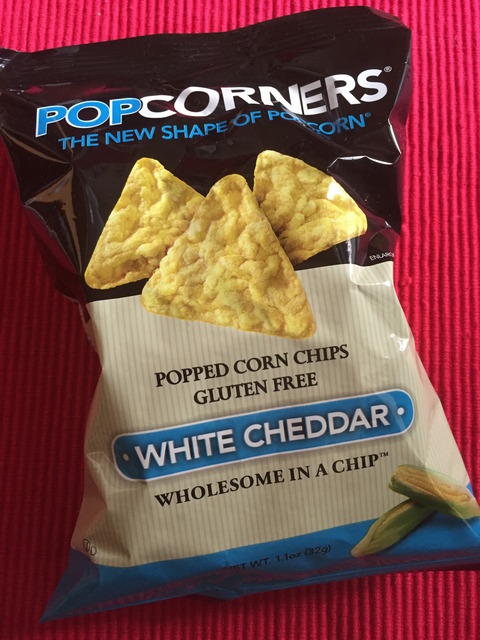 POPCORNERS®
THE NEW SHAPE OF POPCORN®
POPPED CORN CHIPS
GLUTEN FREE
• WHITE CHEDDAR •
WHOLESOME IN A CHIP™
NET WT. 1.1oz (32g)